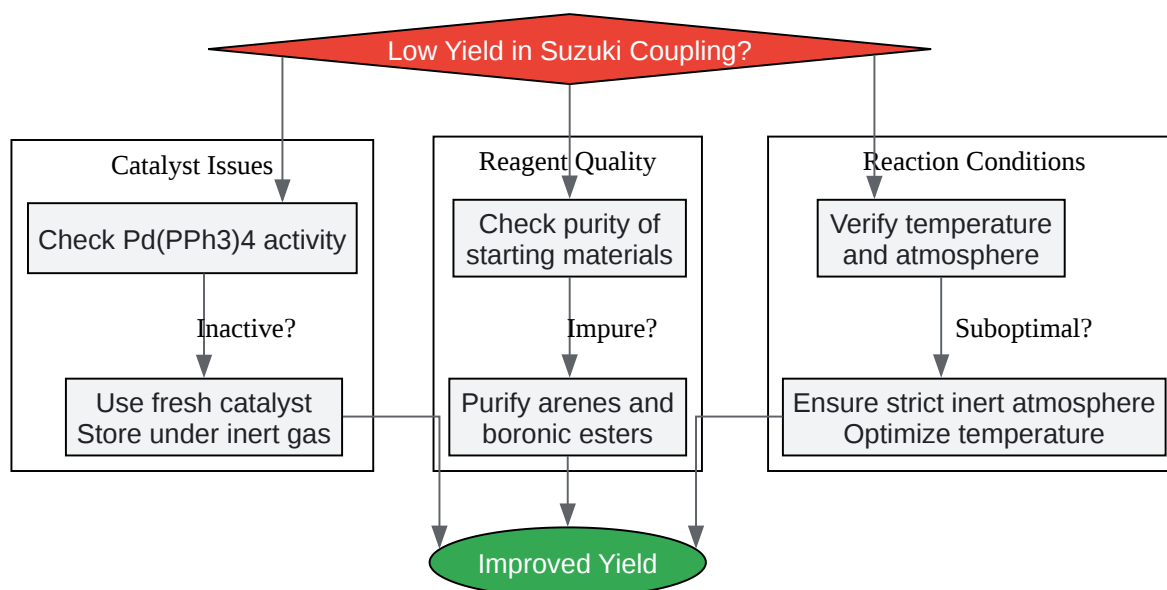 Low Yield in Suzuki Coupling?
Catalyst Issues
Check Pd(PPh3)4 activity
Inactive?
Use fresh catalyst
Store under inert gas
Reagent Quality
Check purity of
starting materials
Impure?
Purify arenes and
boronic esters
Reaction Conditions
Verify temperature
and atmosphere
Suboptimal?
Ensure strict inert atmosphere
Optimize temperature
Improved Yield